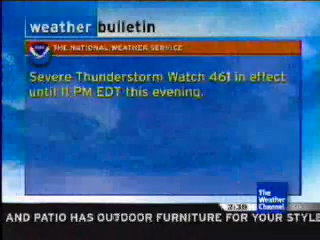 weather bulletin
THE NATIONAL WEATHER SERVICE
Severe Thunderstorm Watch 461 in effect
until 11 PM EDT this evening.
The
Weather
Channel
AND PATIO HAS OUTDOOR FURNITURE FOR YOUR STYLE